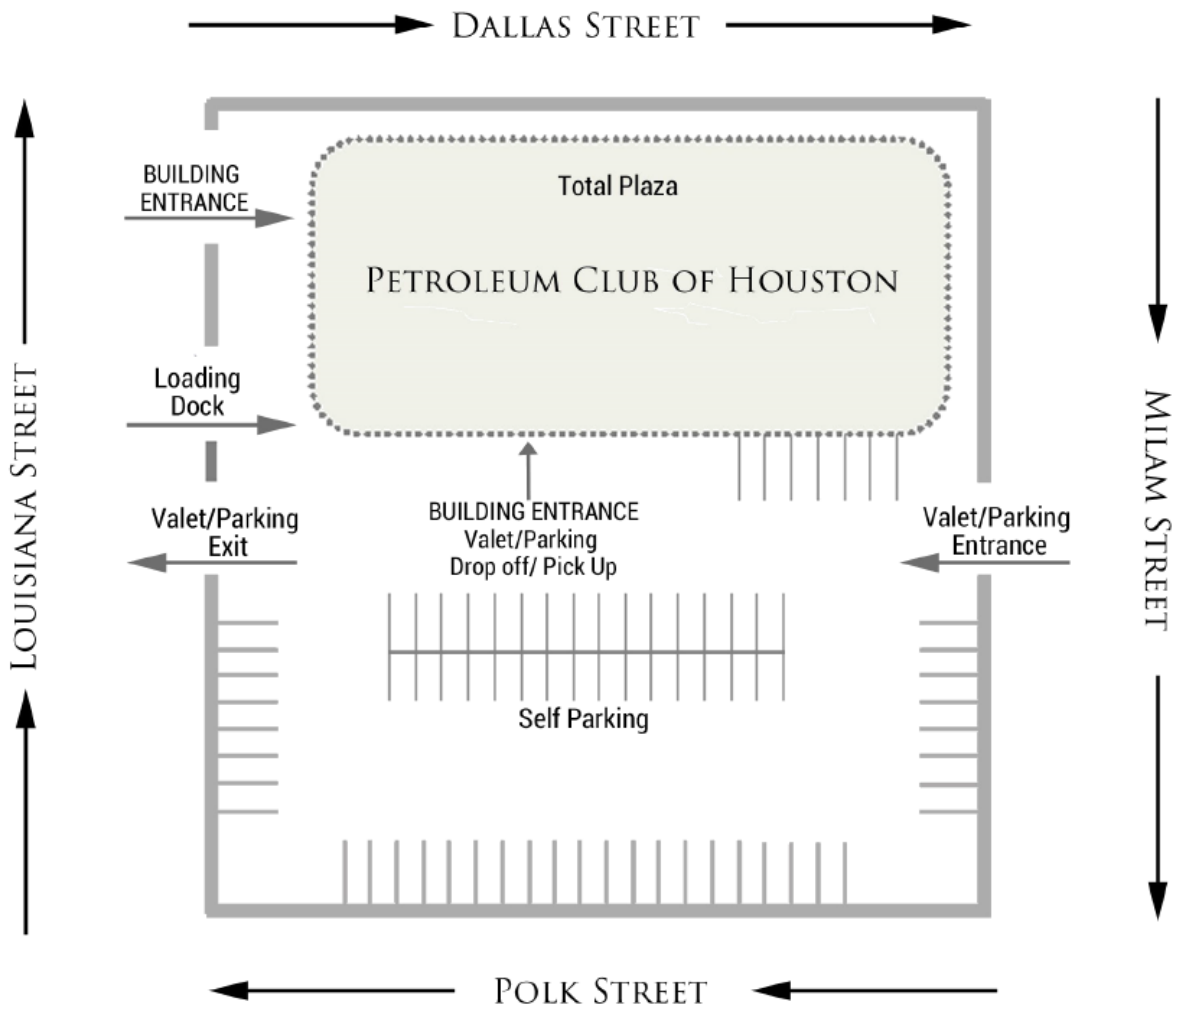 DALLAS STREET
BUILDING
ENTRANCE
Total Plaza
PETROLEUM CLUB OF HOUSTON
Loading
Dock
LOUISIANA STREET
MILAM STREET
Valet/Parking
Exit
BUILDING ENTRANCE
Valet/Parking
Drop off/ Pick Up
Valet/Parking
Entrance
Self Parking
POLK STREET